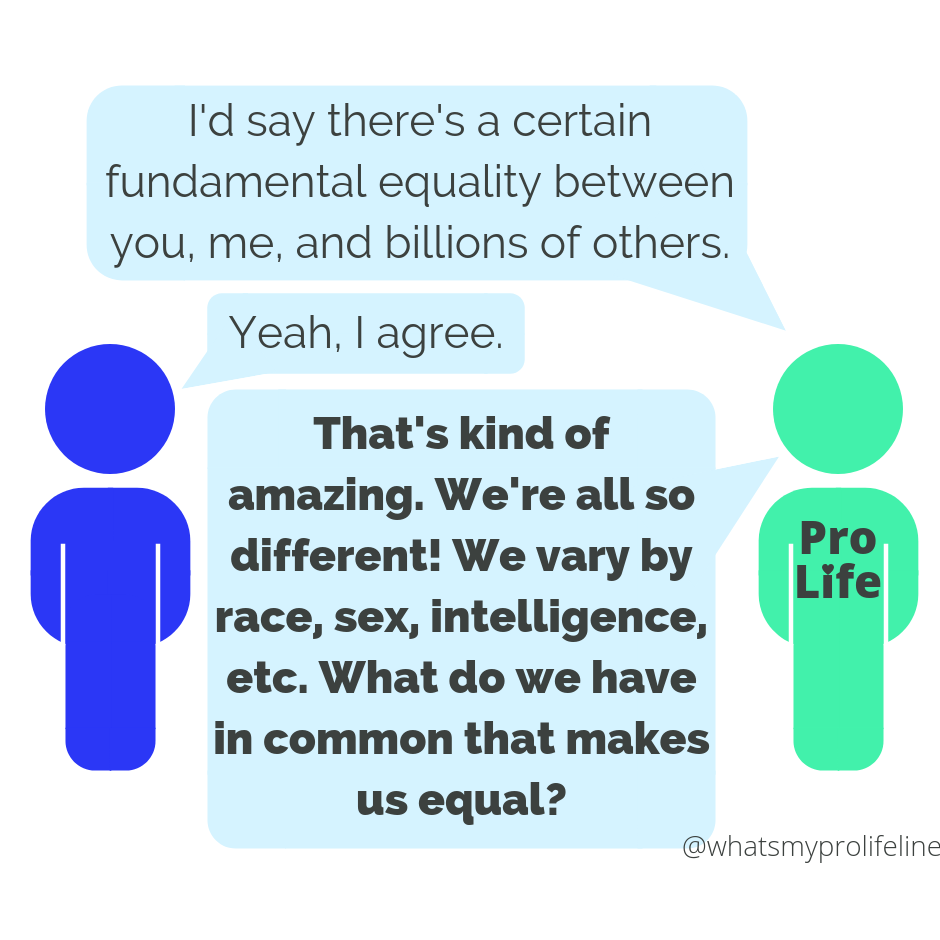 I'd say there's a certain
fundamental equality between
you, me, and billions of others.
Yeah, I agree.
That's kind of
amazing. We're all so
different! We vary by
race, sex, intelligence,
etc. What do we have
in common that makes
us equal?
Pro
Life
@whatsmyprolifeline